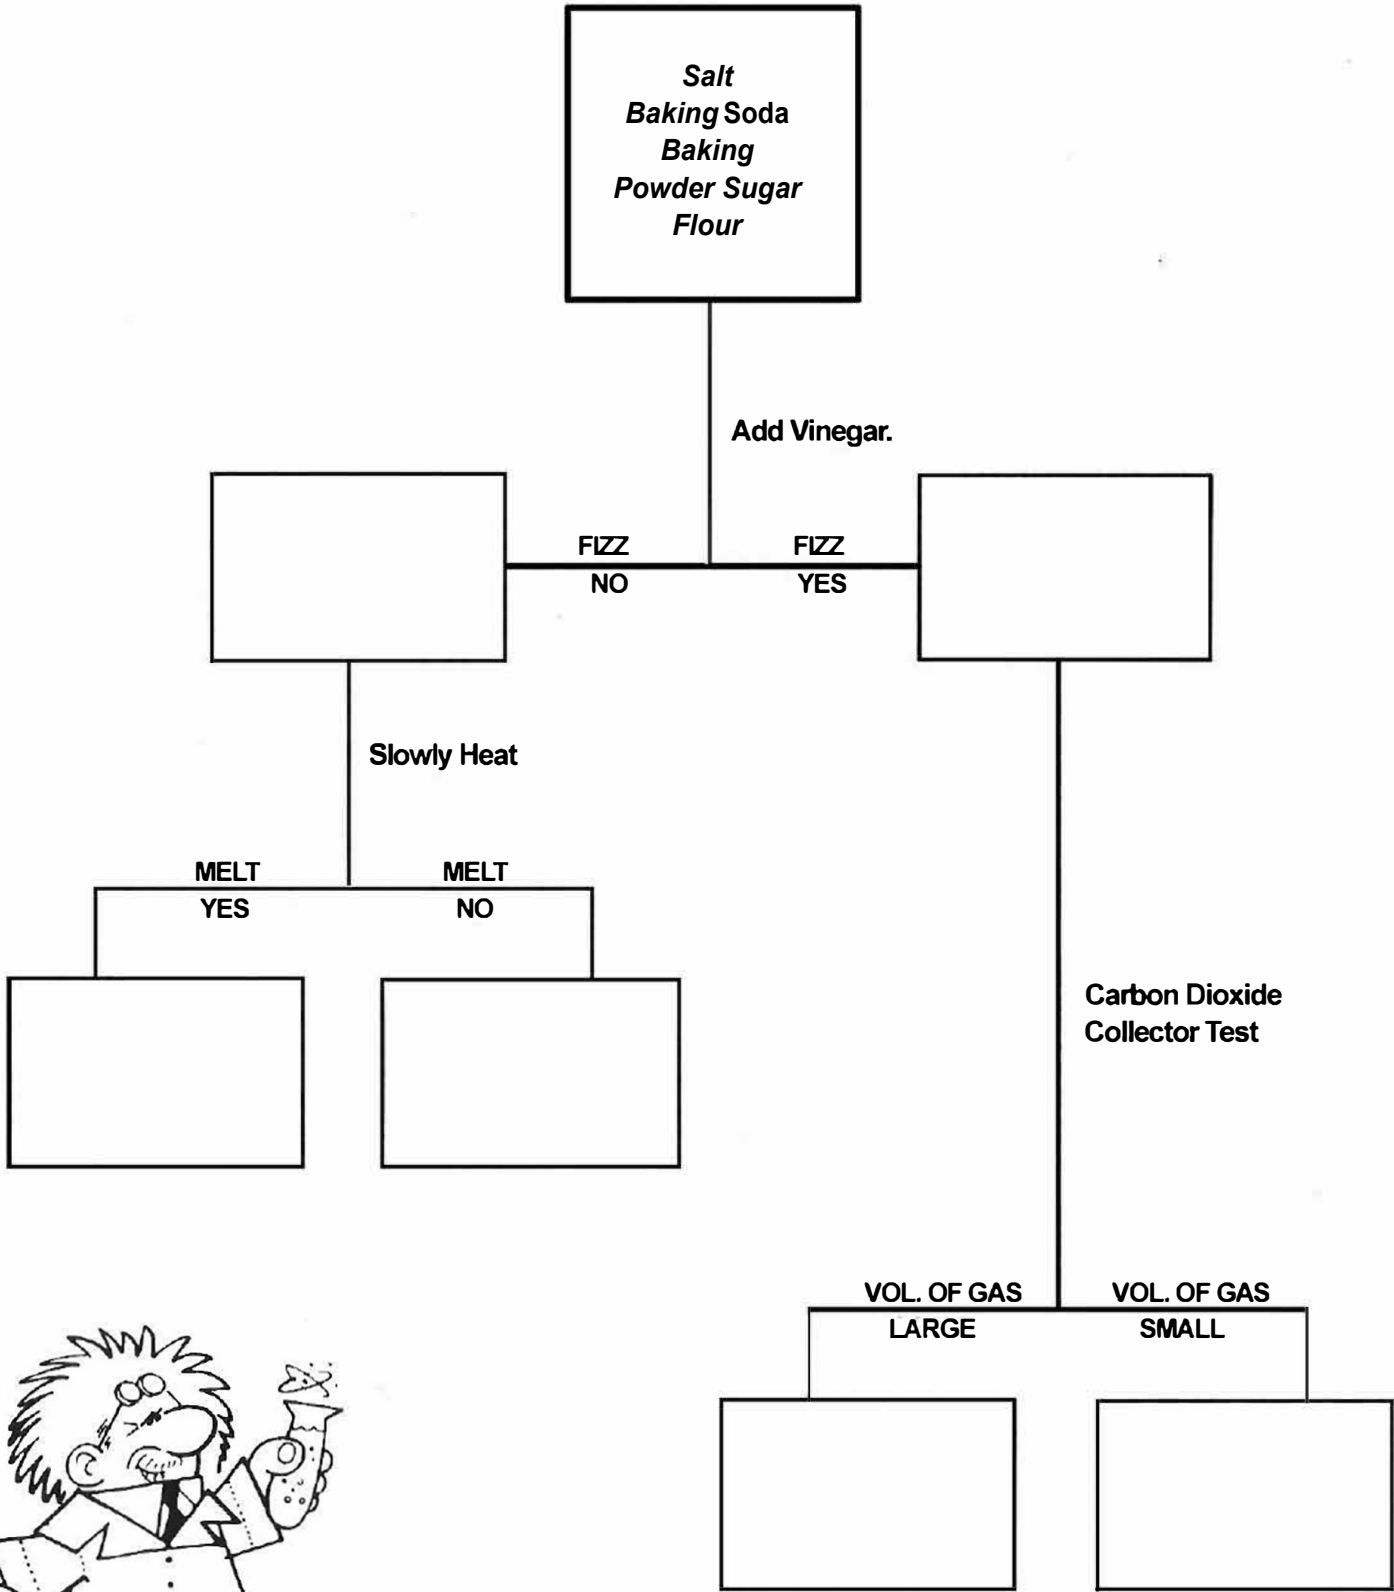 Salt
Baking Soda
Baking
Powder Sugar
Flour
Add Vinegar.
FIZZ
NO
FIZZ
YES
Slowly Heat
MELT
YES
MELT
NO
Carbon Dioxide
Collector Test
VOL. OF GAS
LARGE
VOL. OF GAS
SMALL